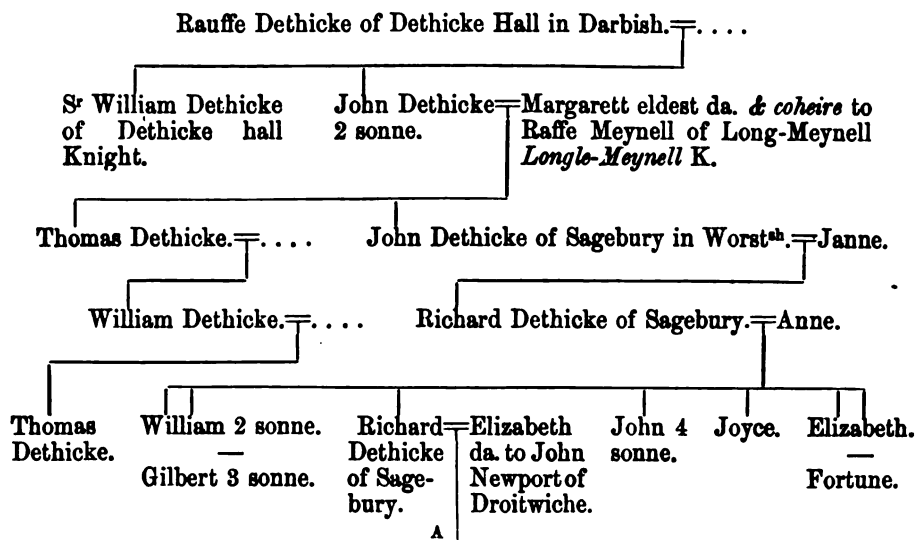 Rauffe Dethicke of Dethicke Hall in Darbish.=. . . .
Sr William Dethicke
of Dethicke hall
Knight.
John Dethicke=
2 sonne.
Margarett eldest da. & coheire to
Raffe Meynell of Long-Meynell
Longle-Meynell K.
Thomas Dethicke.=. . . .
John Dethicke of Sagebury in Worstsh.=Janne.
William Dethicke.=. . . .
Richard Dethicke of Sagebury.=Anne.
Thomas
Dethicke.
William 2 sonne.
—
Gilbert 3 sonne.
Richard=
Dethicke
of Sage-
bury.
Elizabeth
da. to John
Newport of
Droitwiche.
John 4
sonne.
Joyce.
Elizabeth.
—
Fortune.
A